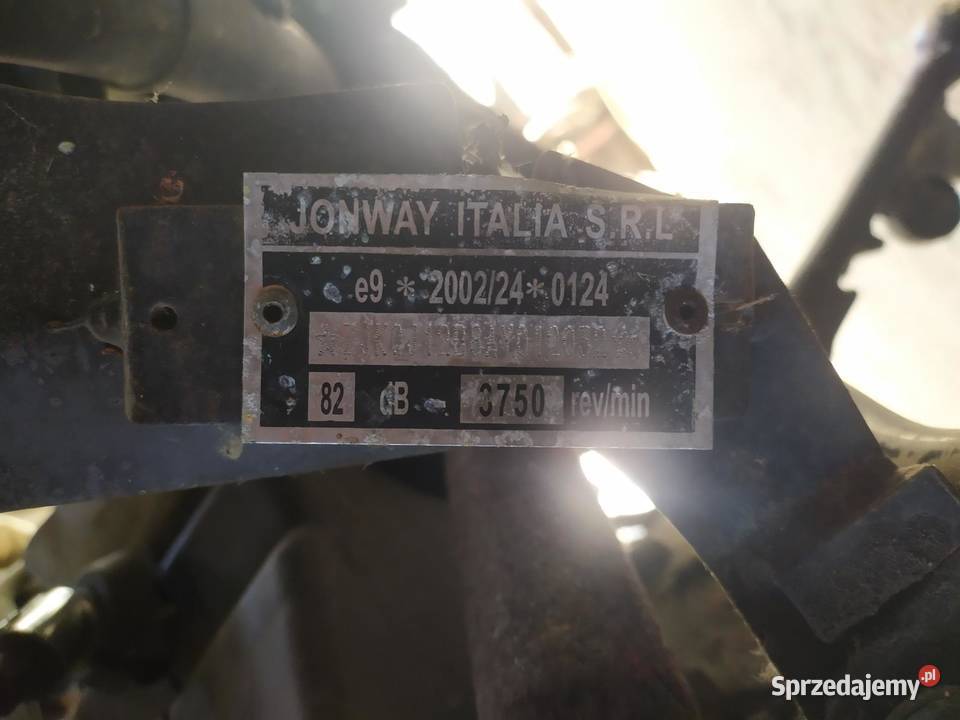 JONWAY ITALIA S.R.L
e9 * 2002/24 * 0124
82 dB 3750 rev/min
Sprzedajemy.pl